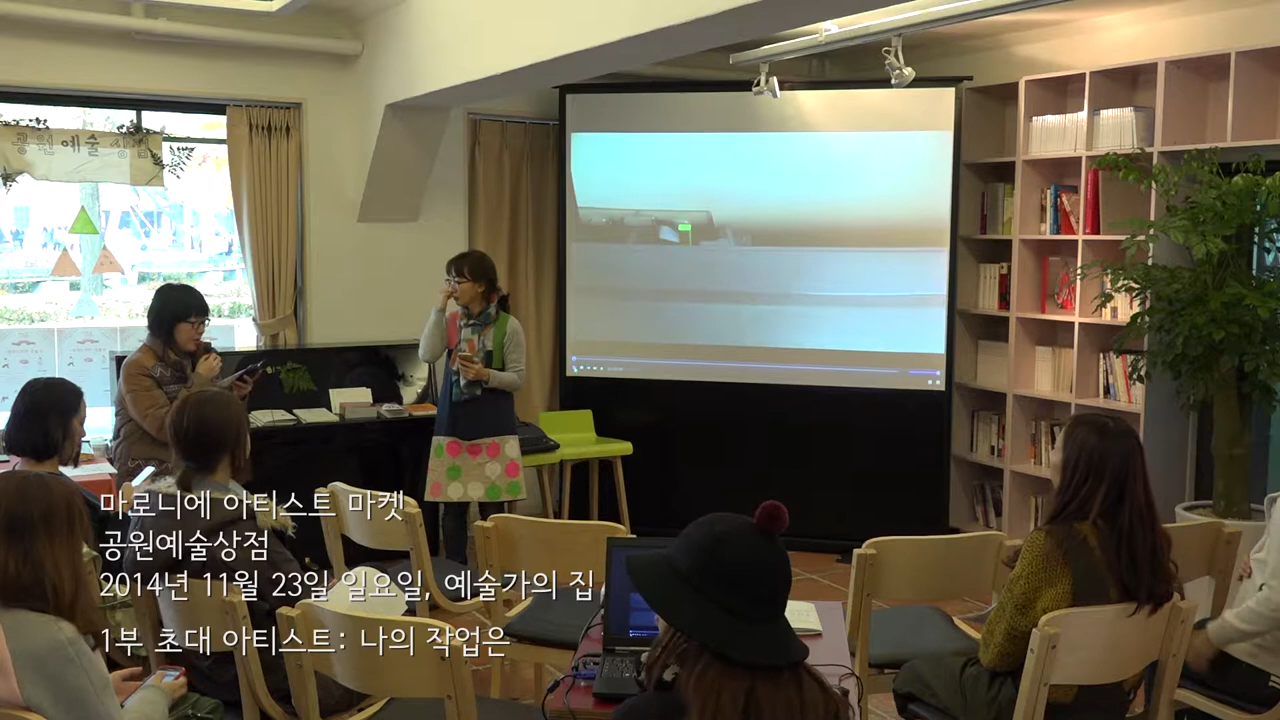 공원예술상점
마로니에 아티스트 마켓
공원예술상점
2014년 11월 23일 일요일, 예술가의 집
1부 초대 아티스트: 나의 작업은